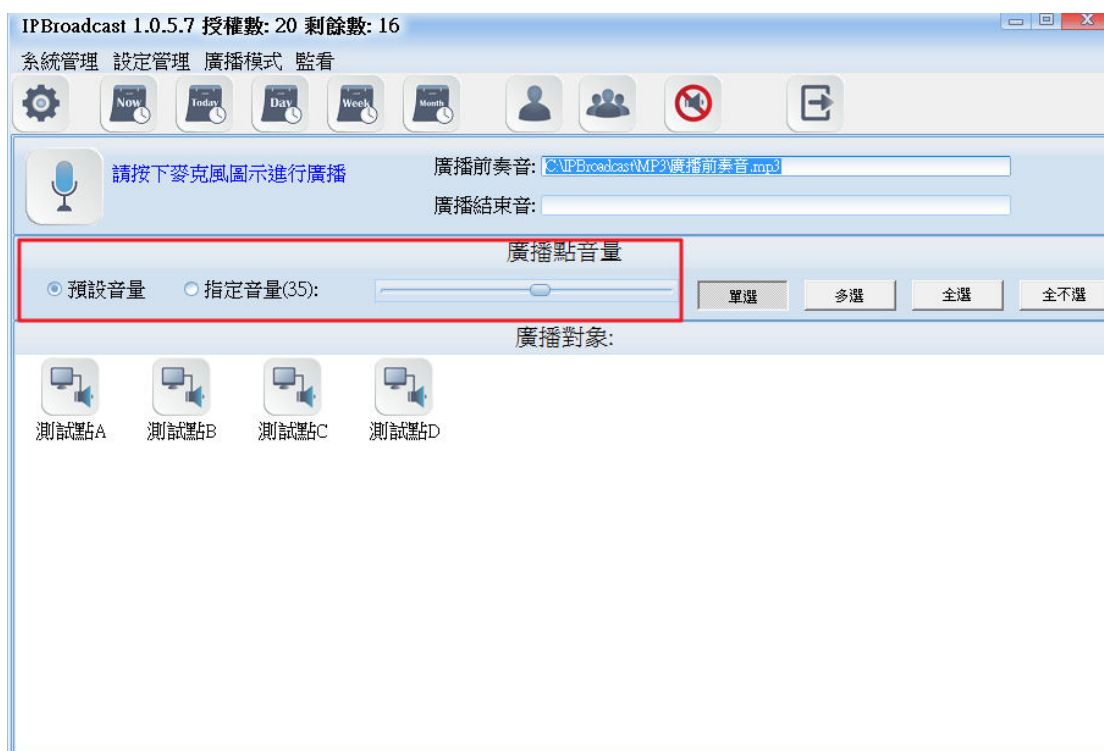 IPBroadcast 1.0.5.7 授權數: 20 剩餘數: 16
系統管理 設定管理 廣播模式 監看
Now Today Day Week Month
廣播前奏音: C:\IPBroadcast\MP3\廣播前奏音.mp3
請按下麥克風圖示進行廣播
廣播結束音:
廣播點音量
預設音量 指定音量(35): 單選 多選 全選 全不選
廣播對象:
測試點A 測試點B 測試點C 測試點D